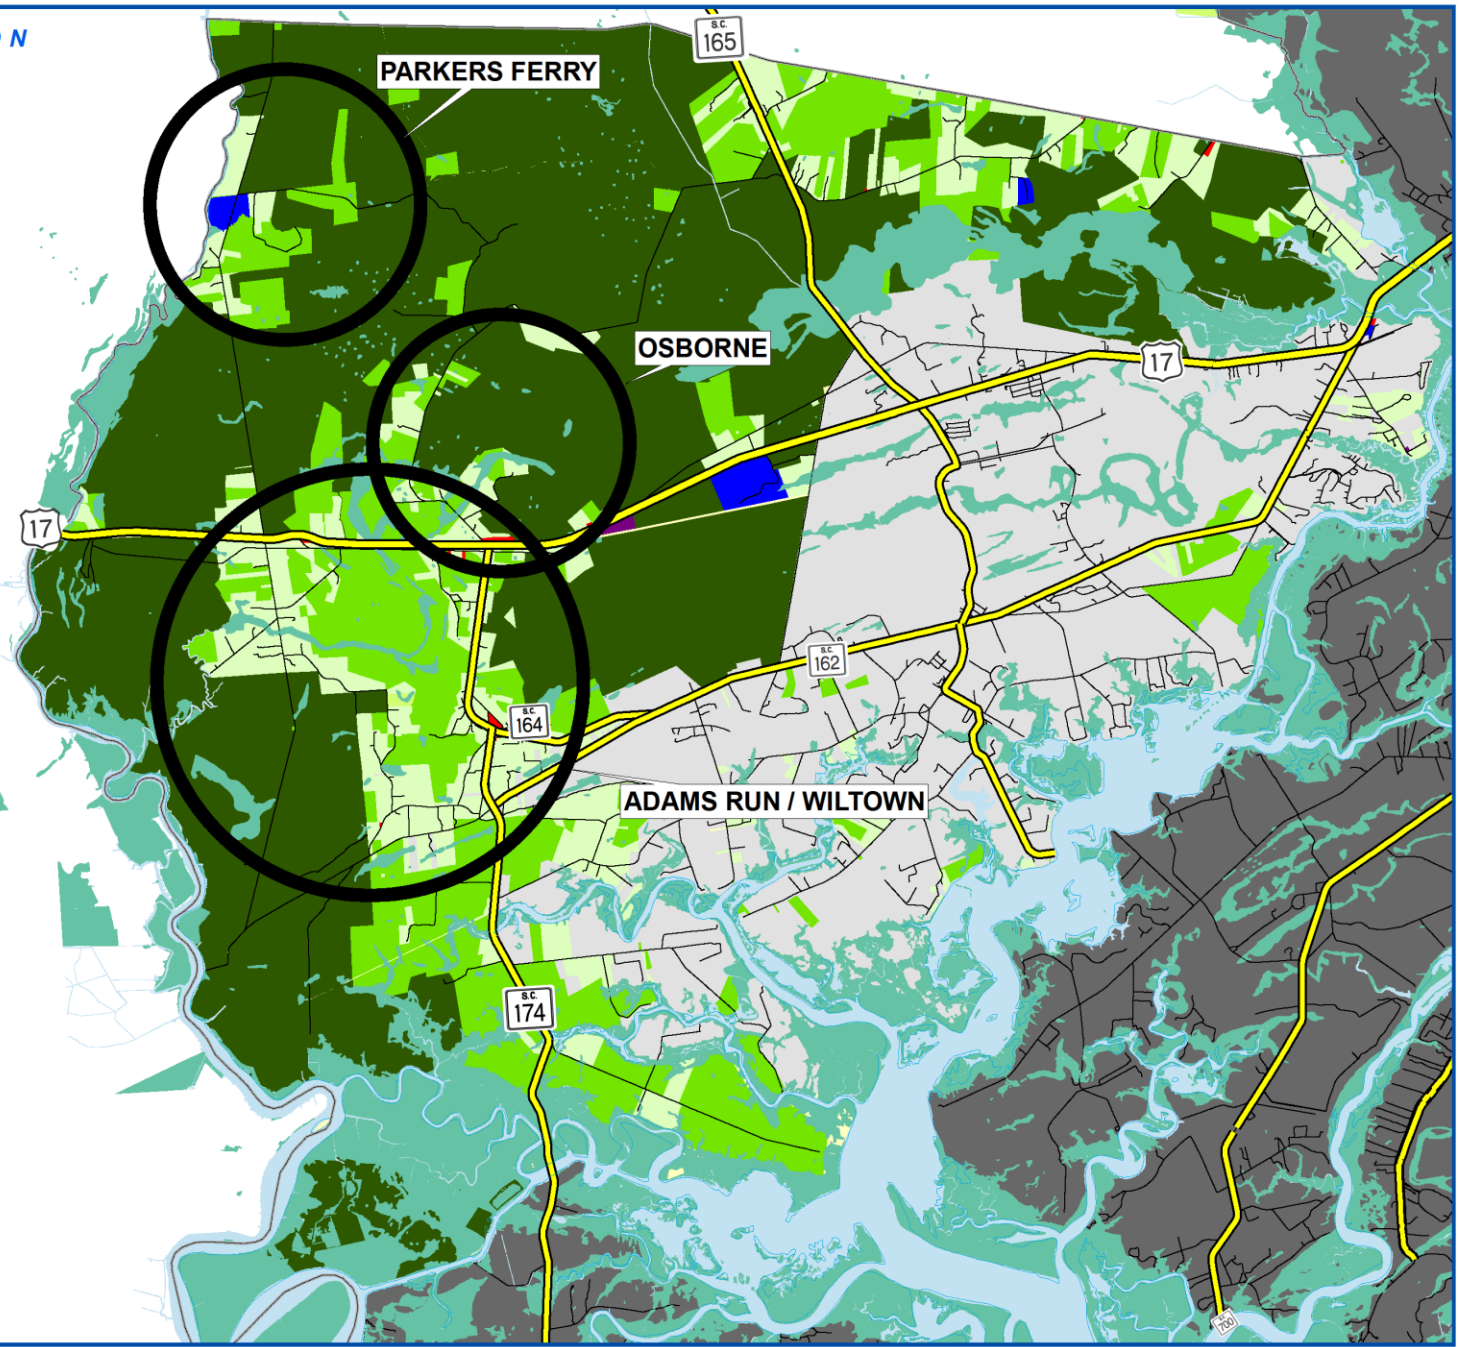 N
S.C.
165
PARKERS FERRY
OSBORNE
17
17
S.C.
162
S.C.
164
ADAMS RUN / WILTOWN
S.C.
174
700